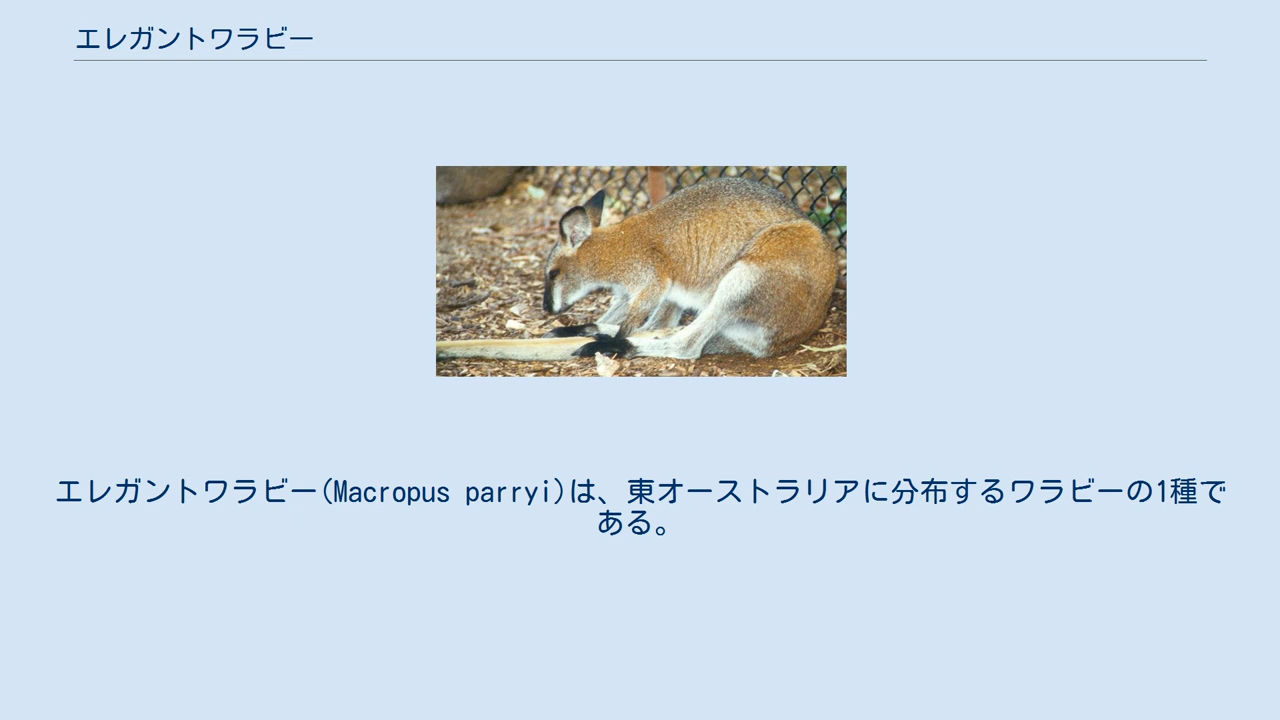 エレガントワラビー
エレガントワラビー(Macropus parryi)は、東オーストラリアに分布するワラビーの1種で
ある。